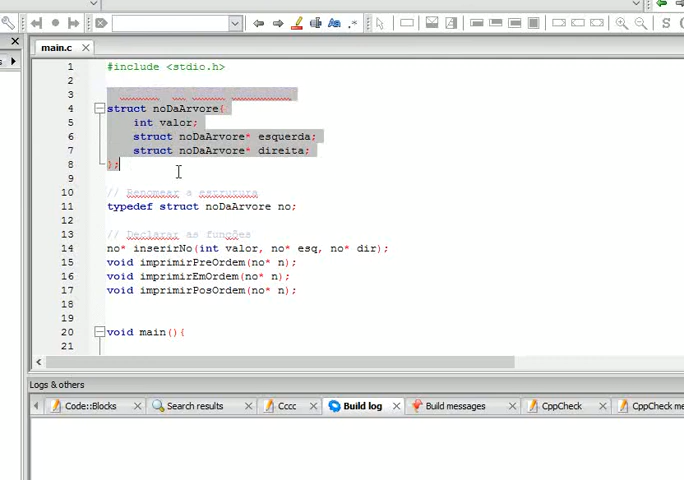 main.c
1 #include <stdio.h>
2
3
4 struct noDaArvore{
5 int valor;
6 struct noDaArvore* esquerda;
7 struct noDaArvore* direita;
8 };
9
10 // Renomear a estrutura
11 typedef struct noDaArvore no;
12
13 // Declarar as funções
14 no* inserirNo(int valor, no* esq, no* dir);
15 void imprimirPreOrdem(no* n);
16 void imprimirEmOrdem(no* n);
17 void imprimirPosOrdem(no* n);
18
19
20 void main(){
21
Logs & others
Code::Blocks Search results Cccc Build log Build messages CppCheck CppCheck me